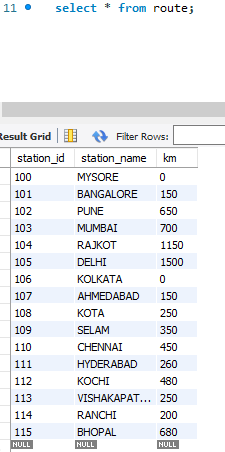 11 select * from route;
Result Grid Filter Rows:
station_id station_name km
100 MYSORE 0
101 BANGALORE 150
102 PUNE 650
103 MUMBAI 700
104 RAJKOT 1150
105 DELHI 1500
106 KOLKATA 0
107 AHMEDABAD 150
108 KOTA 250
109 SELAM 350
110 CHENNAI 450
111 HYDERABAD 260
112 KOCHI 480
113 VISHAKAPAT... 250
114 RANCHI 200
115 BHOPAL 680
NULL NULL NULL